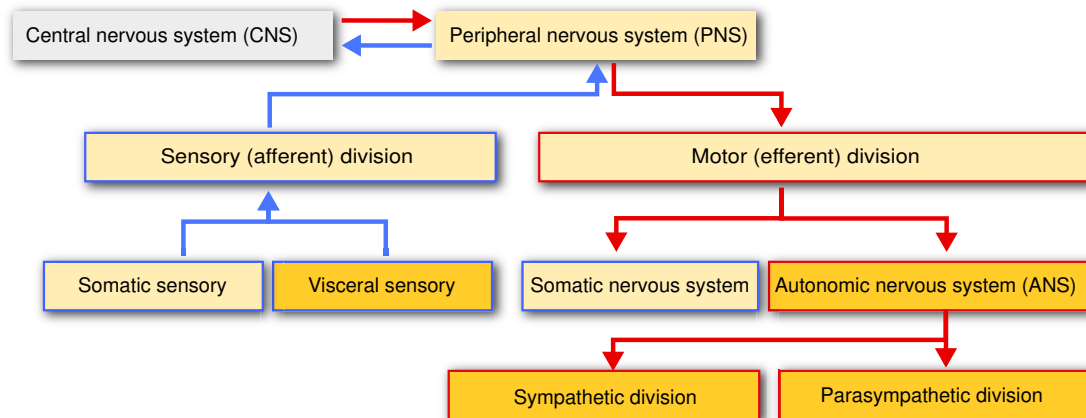 Central nervous system (CNS)
Peripheral nervous system (PNS)
Sensory (afferent) division
Motor (efferent) division
Somatic sensory
Visceral sensory
Somatic nervous system
Autonomic nervous system (ANS)
Sympathetic division
Parasympathetic division